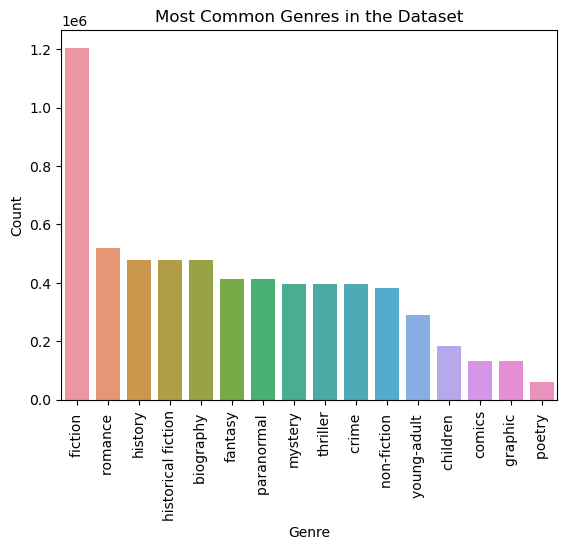 Most Common Genres in the Dataset
1e6
1.2
1.0
0.8
0.6
0.4
0.2
0.0
Count
fiction
romance
history
historical fiction
biography
fantasy
paranormal
mystery
thriller
crime
non-fiction
young-adult
children
comics
graphic
poetry
Genre